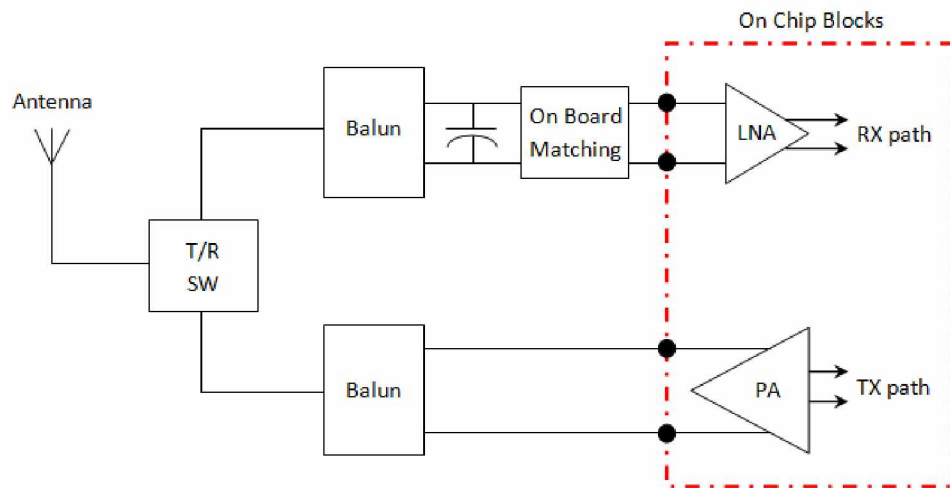 On Chip Blocks
Antenna
Balun
On Board
Matching
LNA
RX path
T/R
SW
Balun
PA
TX path